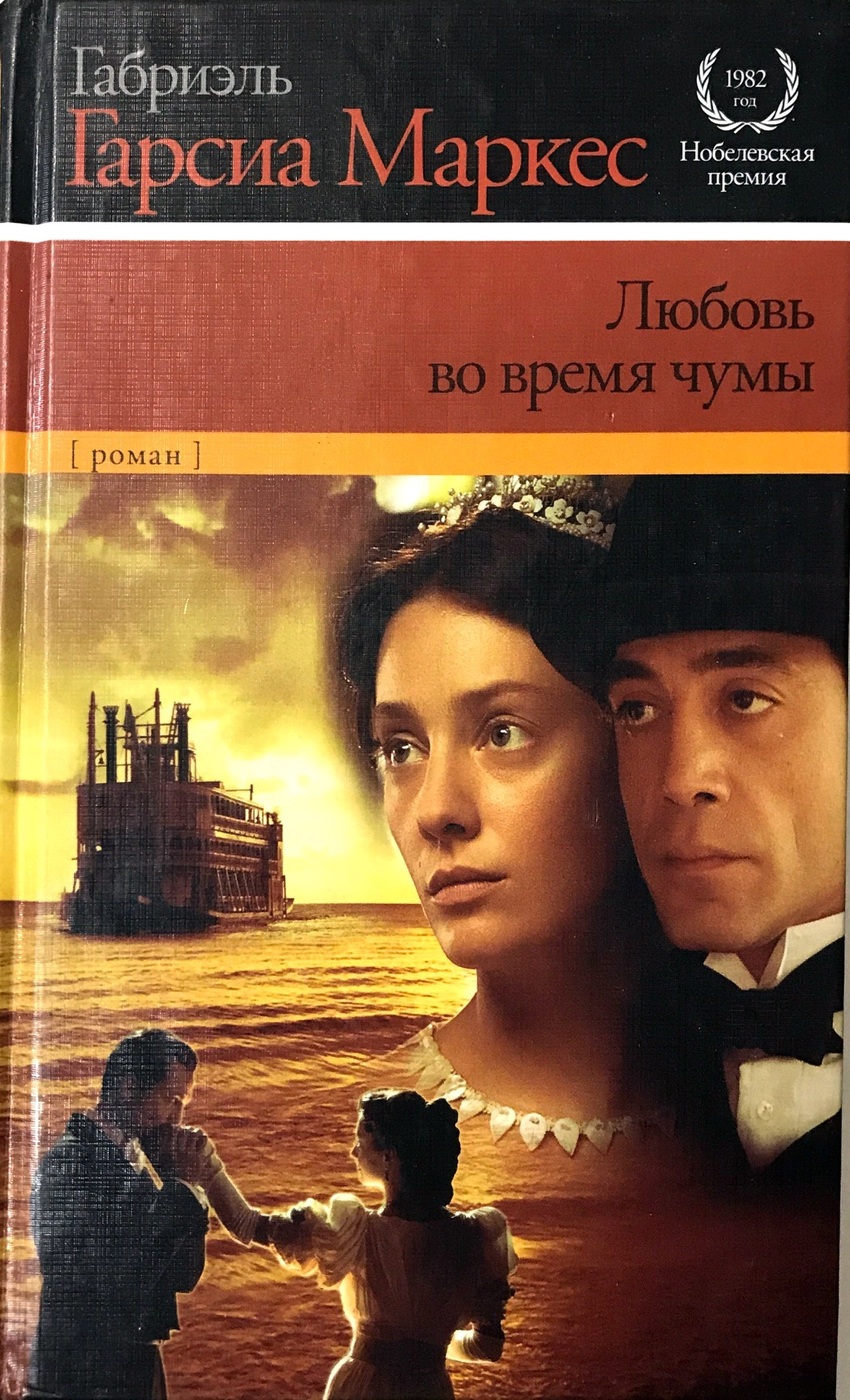 Габриэль
Гарсиа Маркес
1982
год
Нобелевская
премия
Любовь
во время чумы
[ роман ]